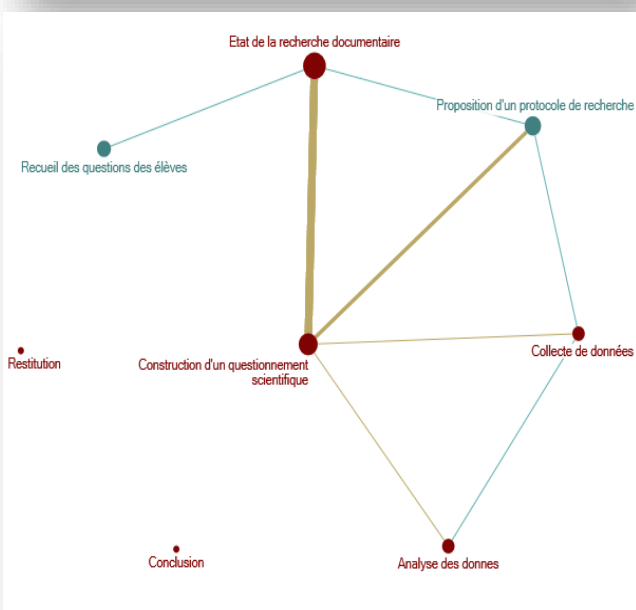 Etat de la recherche documentaire
Proposition d'un protocole de recherche
Recueil des questions des élèves
Restitution
Construction d'un questionnement
scientifique
Collecte de données
Conclusion
Analyse des donnes